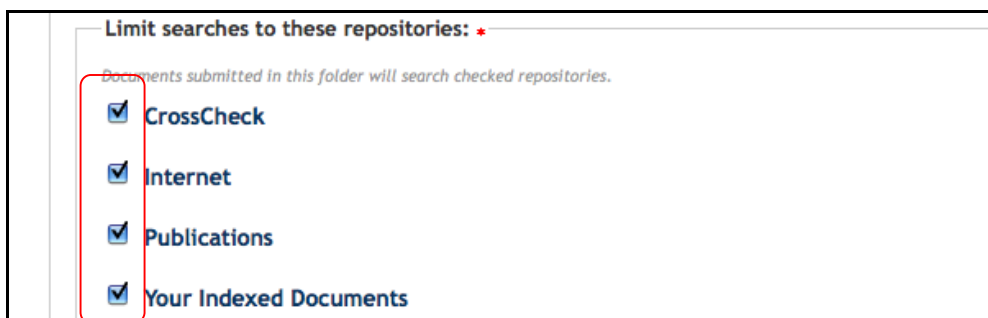 Limit searches to these repositories: *
Documents submitted in this folder will search checked repositories.
CrossCheck
Internet
Publications
Your Indexed Documents